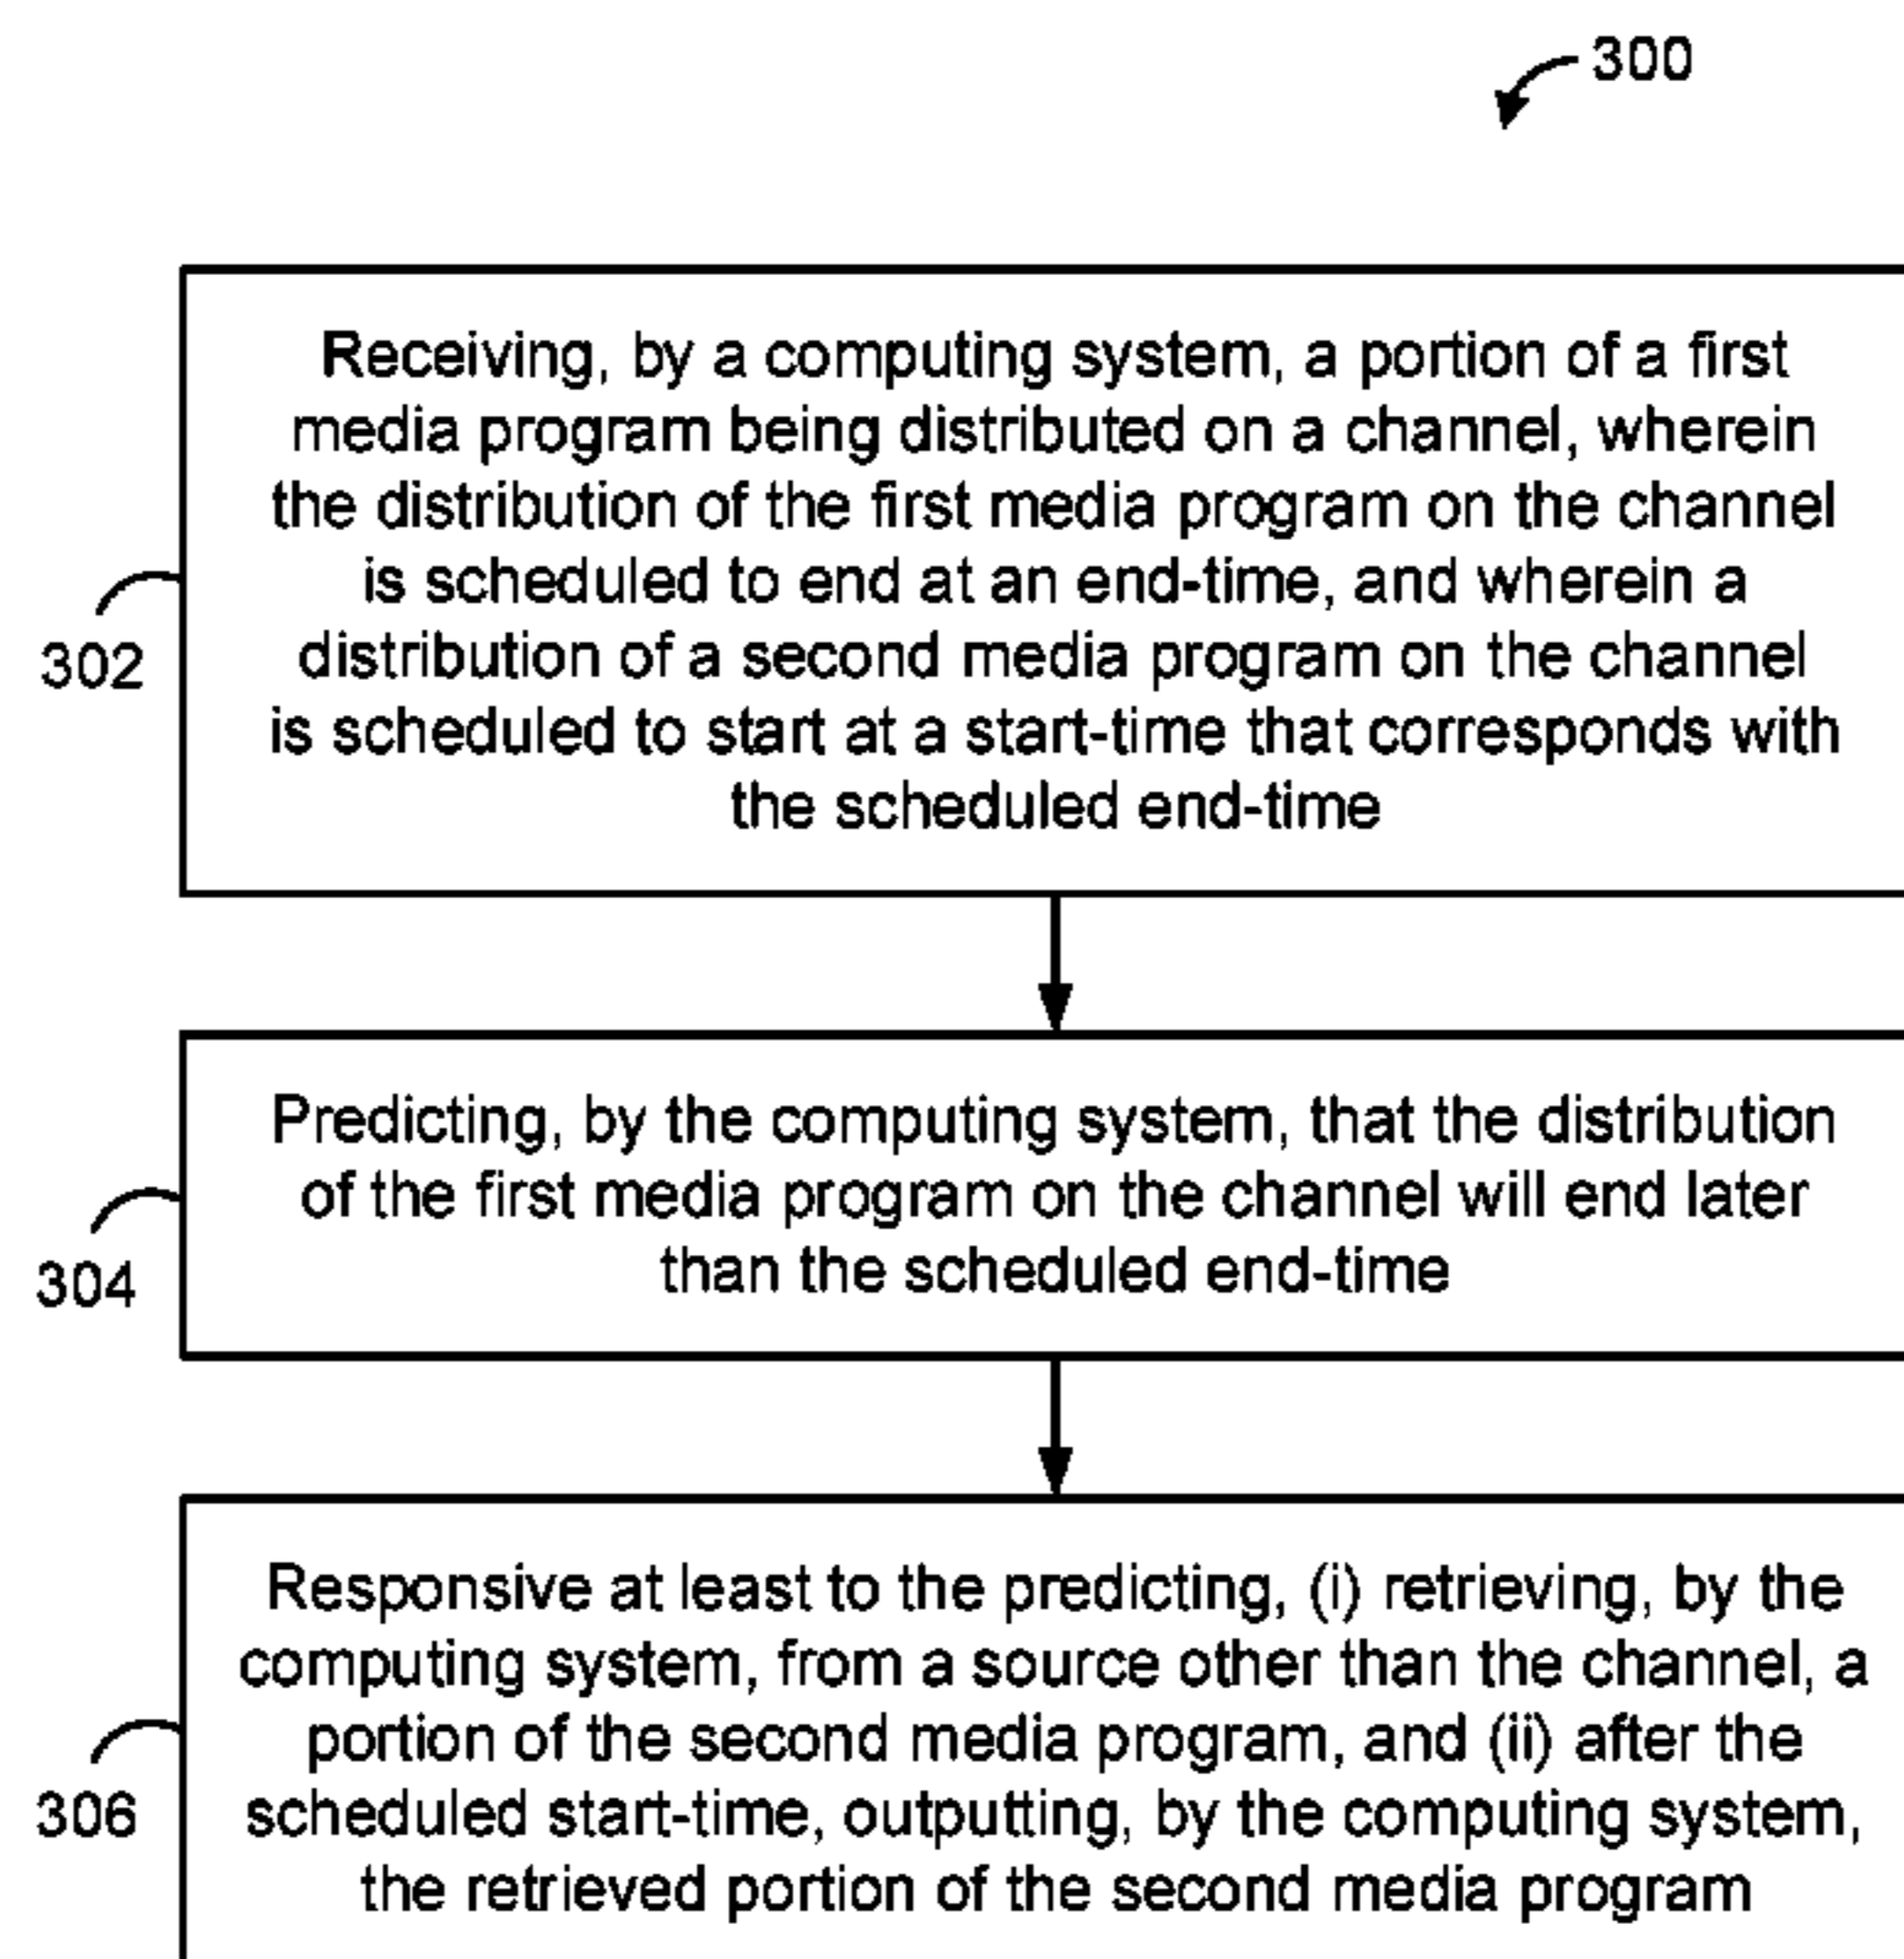 300
Receiving, by a computing system, a portion of a first
media program being distributed on a channel, wherein
the distribution of the first media program on the channel
is scheduled to end at an end-time, and wherein a
distribution of a second media program on the channel
is scheduled to start at a start-time that corresponds with
the scheduled end-time
302
Predicting, by the computing system, that the distribution
of the first media program on the channel will end later
than the scheduled end-time
304
Responsive at least to the predicting, (i) retrieving, by the
computing system, from a source other than the channel, a
portion of the second media program, and (ii) after the
scheduled start-time, outputting, by the computing system,
the retrieved portion of the second media program
306